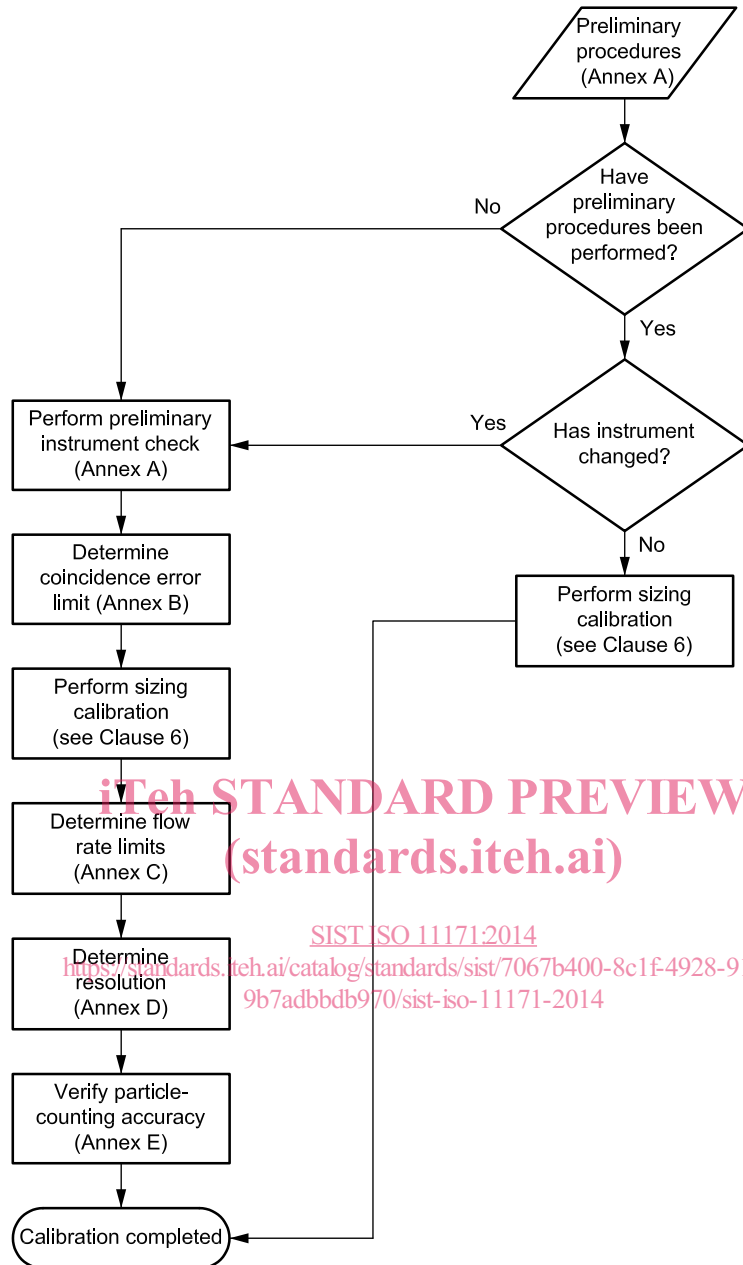 Preliminary
procedures
(Annex A)
Have
preliminary
procedures been
performed?
No
Yes
Has instrument
changed?
Yes
No
Perform sizing
calibration
(see Clause 6)
Perform preliminary
instrument check
(Annex A)
Determine
coincidence error
limit (Annex B)
Perform sizing
calibration
(see Clause 6)
iTeh STANDARD PREVIEW
(standards.iteh.ai)
Determine flow
rate limits
(Annex C)
SIST ISO 11171:2014
https://standards.iteh.ai/catalog/standards/sist/7067b400-8c1f-4928-91
9b7adbbdb970/sist-iso-11171-2014
Determine
resolution
(Annex D)
Verify particle-
counting accuracy
(Annex E)
Calibration completed